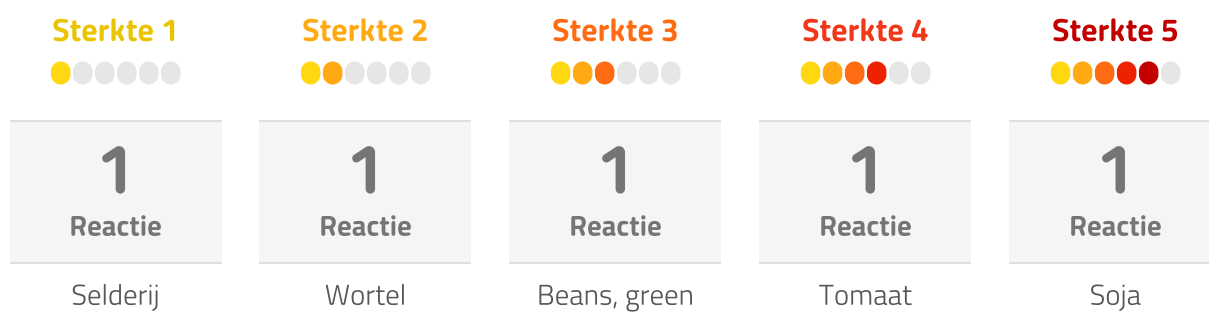 Sterkte 1
Sterkte 2
Sterkte 3
Sterkte 4
Sterkte 5
1
Reactie
1
Reactie
1
Reactie
1
Reactie
1
Reactie
Selderij
Wortel
Beans, green
Tomaat
Soja